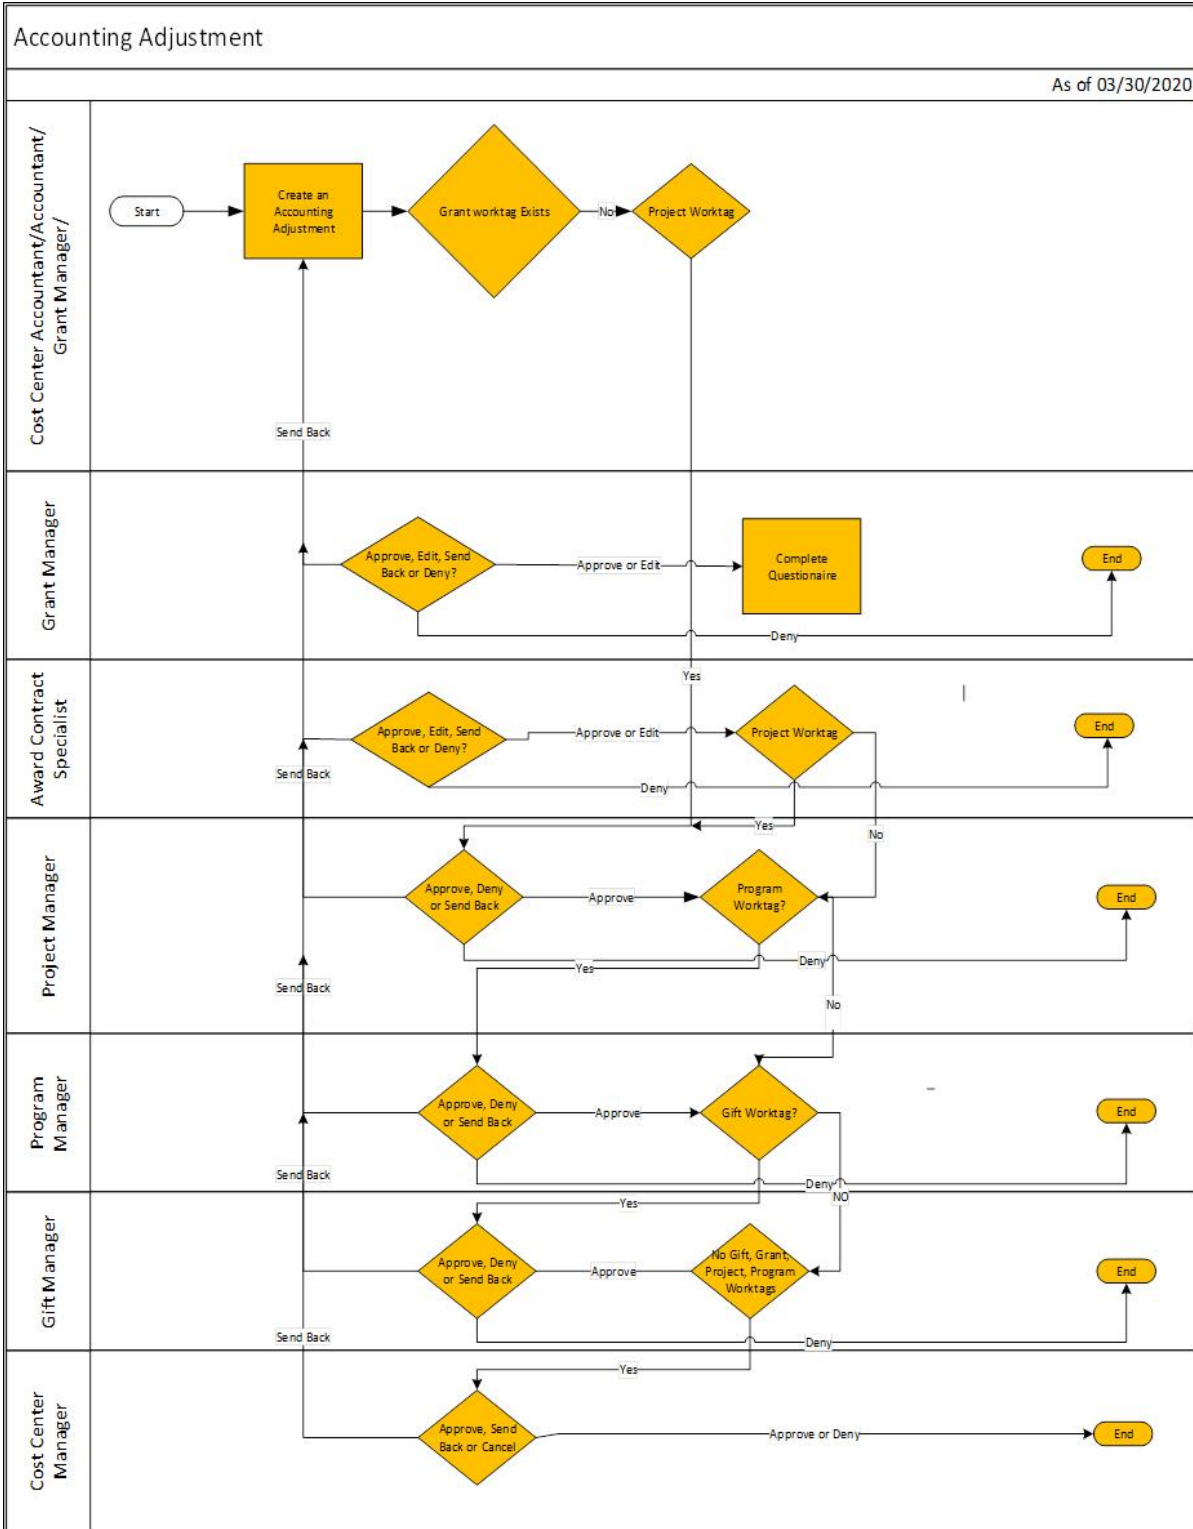 Accounting Adjustment
As of 03/30/2020
Cost Center Accountant/Accountant/
Grant Manager/
Start
Create an
Accounting
Adjustment
Grant worktag Exists
No
Project Worktag
Send Back
Grant Manager
Approve, Edit, Send
Back or Deny?
Approve or Edit
Complete
Questionaire
End
Deny
Yes
Award Contract
Specialist
Approve, Edit, Send
Back or Deny?
Approve or Edit
Project Worktag
End
Send Back
Deny
Yes
No
Project Manager
Approve, Deny
or Send Back
Approve
Program
Worktag?
End
Deny
Yes
Send Back
No
Program
Manager
Approve, Deny
or Send Back
Approve
Gift Worktag?
End
Send Back
Deny
NO
Yes
Gift Manager
Approve, Deny
or Send Back
Approve
No Gift, Grant,
Project, Program
Worktags
End
Send Back
Deny
Yes
Cost Center
Manager
Approve, Send
Back or Cancel
Approve or Deny
End